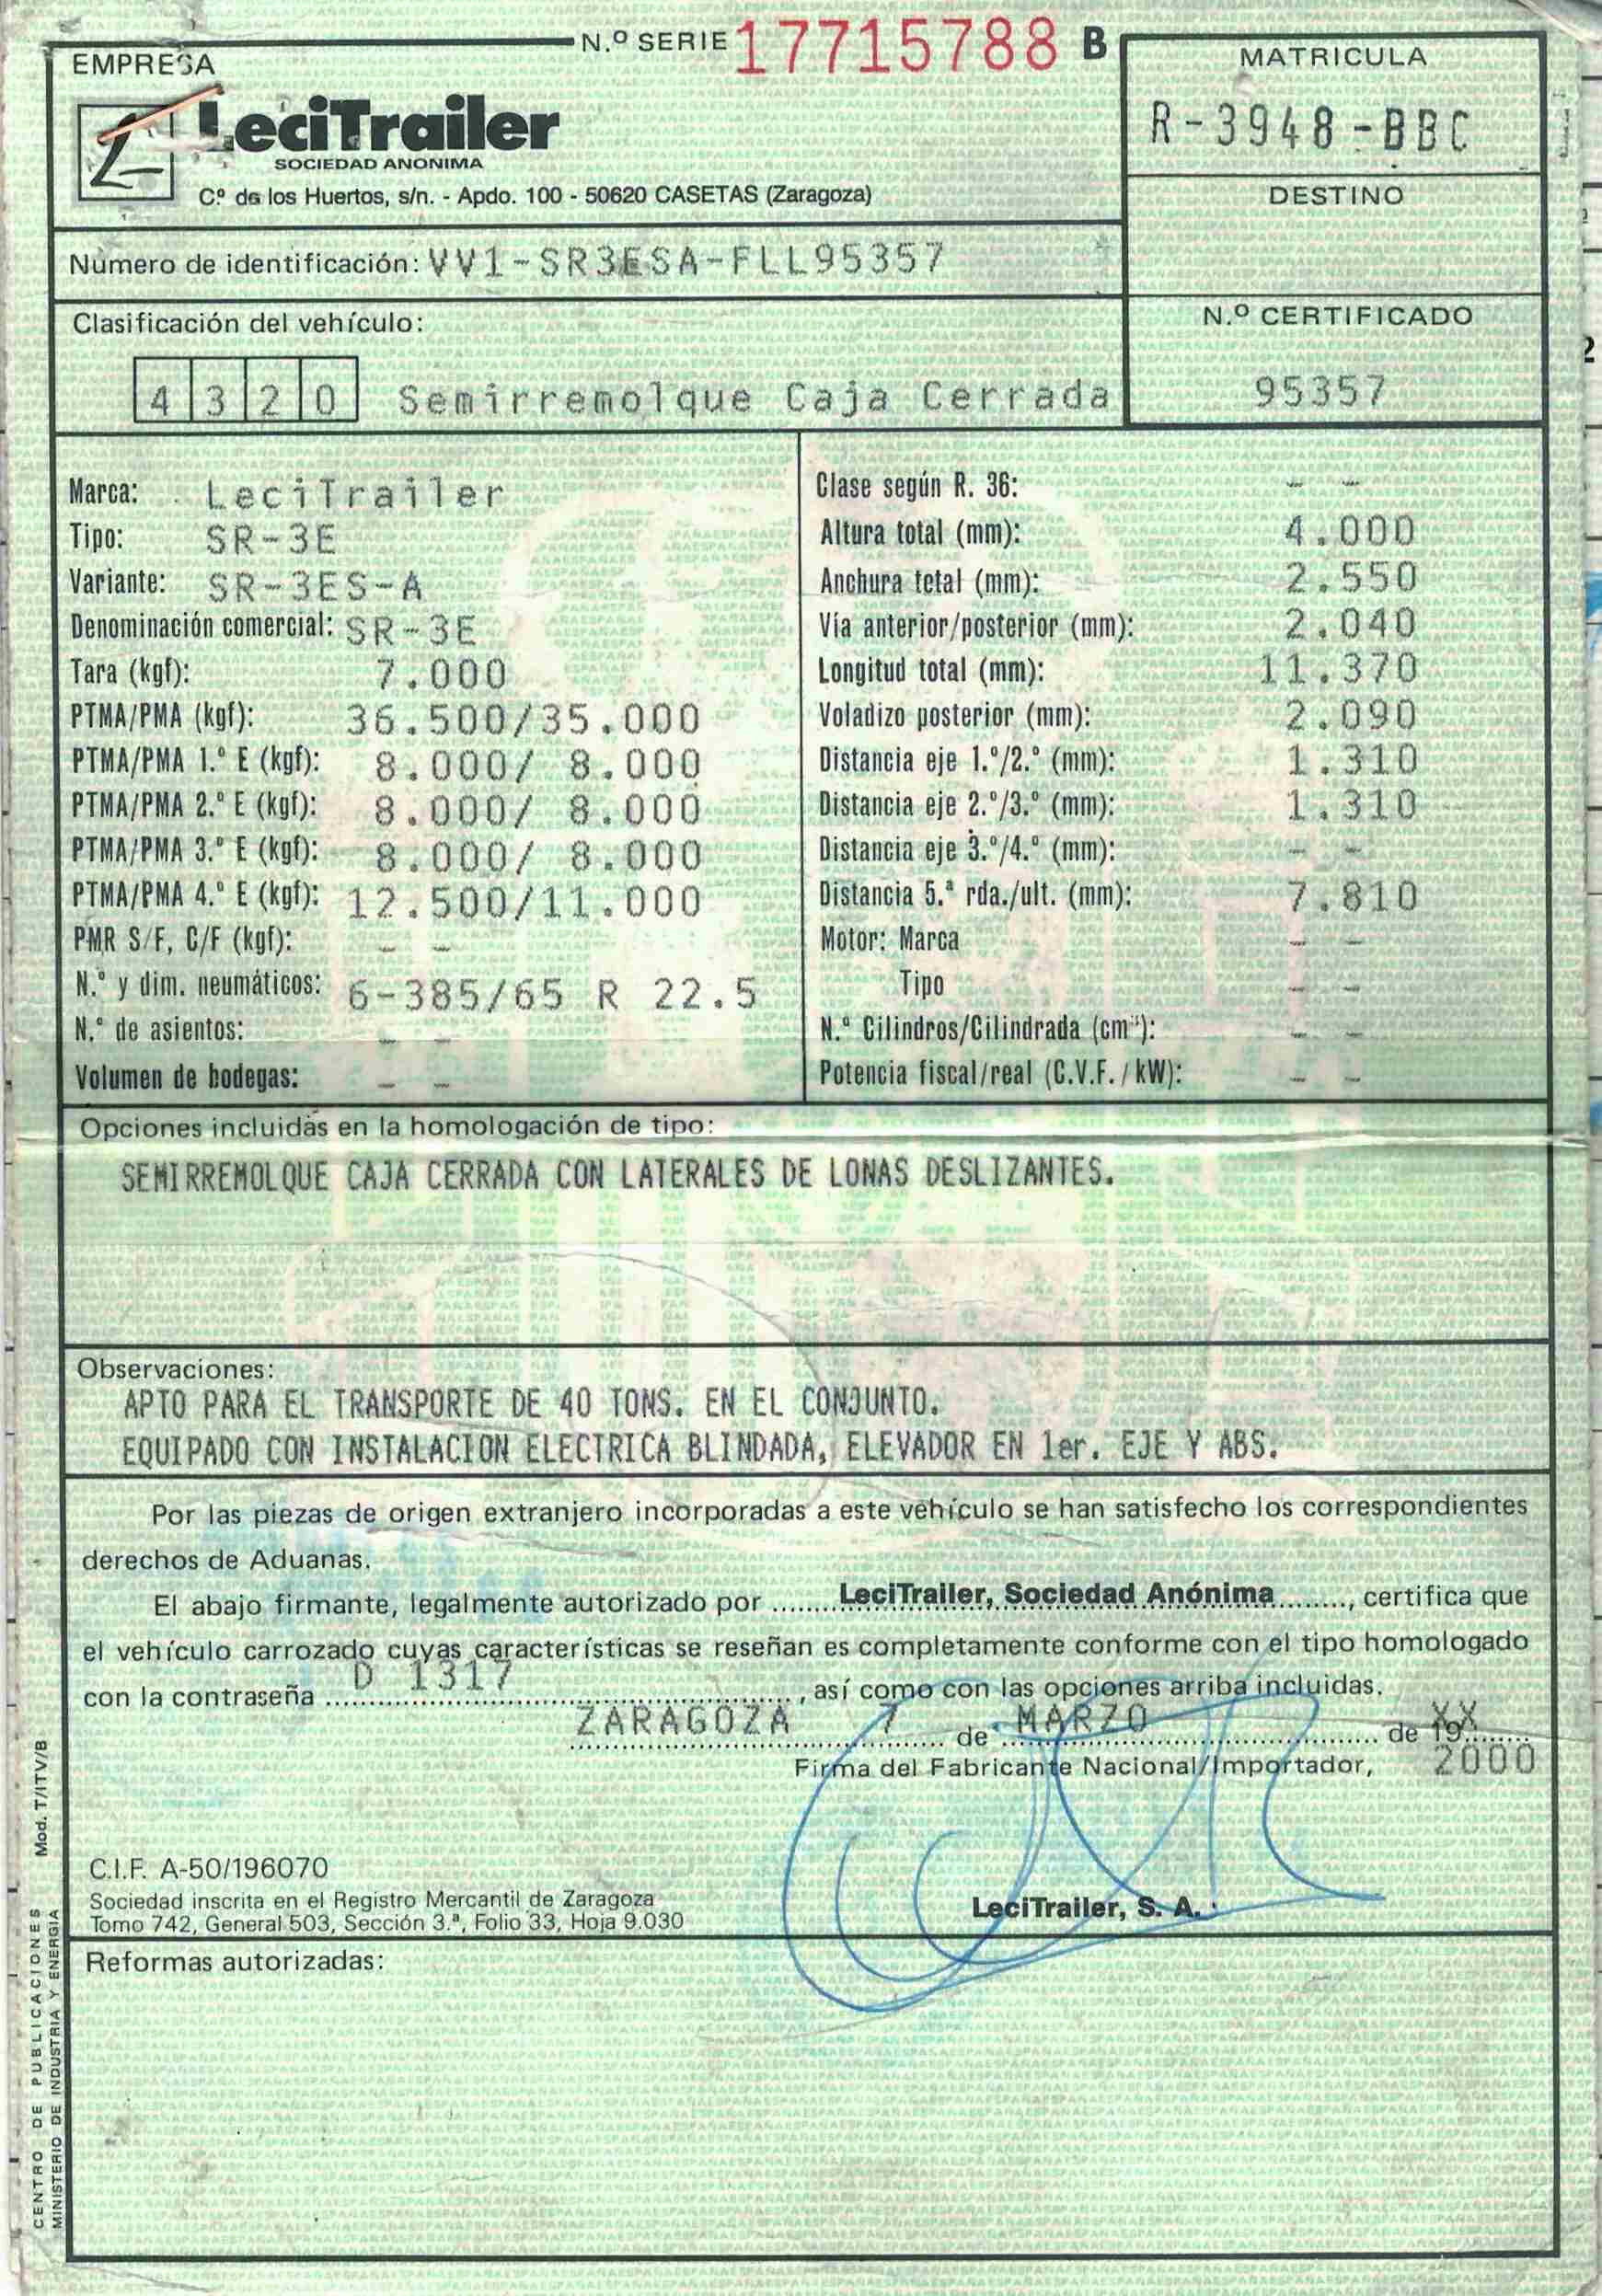 N.º SERIE 17715788 B
EMPRESA
LeciTrailer
SOCIEDAD ANONIMA
Cº de los Huertos, s/n. - Apdo. 100 - 50620 CASETAS (Zaragoza)
MATRICULA
R-3948-BBC
DESTINO
Número de identificación: VV1-SR3ESA-FLL95357
Clasificación del vehículo:
4 3 2 0 Semirremolque Caja Cerrada
N.º CERTIFICADO
95357
Marca: LeciTrailer
Tipo: SR-3E
Variante: SR-3ES-A
Denominación comercial: SR-3E
Tara (kgf): 7.000
PTMA/PMA (kgf): 36.500/35.000
PTMA/PMA 1.º E (kgf): 8.000/ 8.000
PTMA/PMA 2.º E (kgf): 8.000/ 8.000
PTMA/PMA 3.º E (kgf): 8.000/ 8.000
PTMA/PMA 4.º E (kgf): 12.500/11.000
PMR S/F, C/F (kgf): - -
N.º y dim. neumáticos: 6-385/65 R 22.5
N.º de asientos: - -
Volumen de bodegas: - -
Clase según R. 36: - -
Altura total (mm): 4.000
Anchura total (mm): 2.550
Vía anterior/posterior (mm): 2.040
Longitud total (mm): 11.370
Voladizo posterior (mm): 2.090
Distancia eje 1.º/2.º (mm): 1.310
Distancia eje 2.º/3.º (mm): 1.310
Distancia eje 3.º/4.º (mm): - -
Distancia 5.ª rda./ult. (mm): 7.810
Motor: Marca - -
Tipo - -
N.º Cilindros/Cilindrada (cm³): - -
Potencia fiscal/real (C.V.F./kW): - -
Opciones incluidas en la homologación de tipo:
SEMIRREMOLQUE CAJA CERRADA CON LATERALES DE LONAS DESLIZANTES.
Observaciones:
APTO PARA EL TRANSPORTE DE 40 TONS. EN EL CONJUNTO.
EQUIPADO CON INSTALACION ELECTRICA BLINDADA, ELEVADOR EN 1er. EJE Y ABS.
Por las piezas de origen extranjero incorporadas a este vehículo se han satisfecho los correspondientes
derechos de Aduanas.
El abajo firmante, legalmente autorizado por LeciTrailer, Sociedad Anónima, certifica que
el vehículo carrozado cuyas características se reseñan es completamente conforme con el tipo homologado
con la contraseña D 1317, así como con las opciones arriba incluidas.
ZARAGOZA 7 de MARZO de 19XX
2000
Firma del Fabricante Nacional/Importador,
C.I.F. A-50/196070
Sociedad inscrita en el Registro Mercantil de Zaragoza
Tomo 742, General 503, Sección 3.ª, Folio 33, Hoja 9.030
LeciTrailer, S. A.
Reformas autorizadas:
Mod. T/ITV/B
CENTRO DE PUBLICACIONES
MINISTERIO DE INDUSTRIA Y ENERGIA